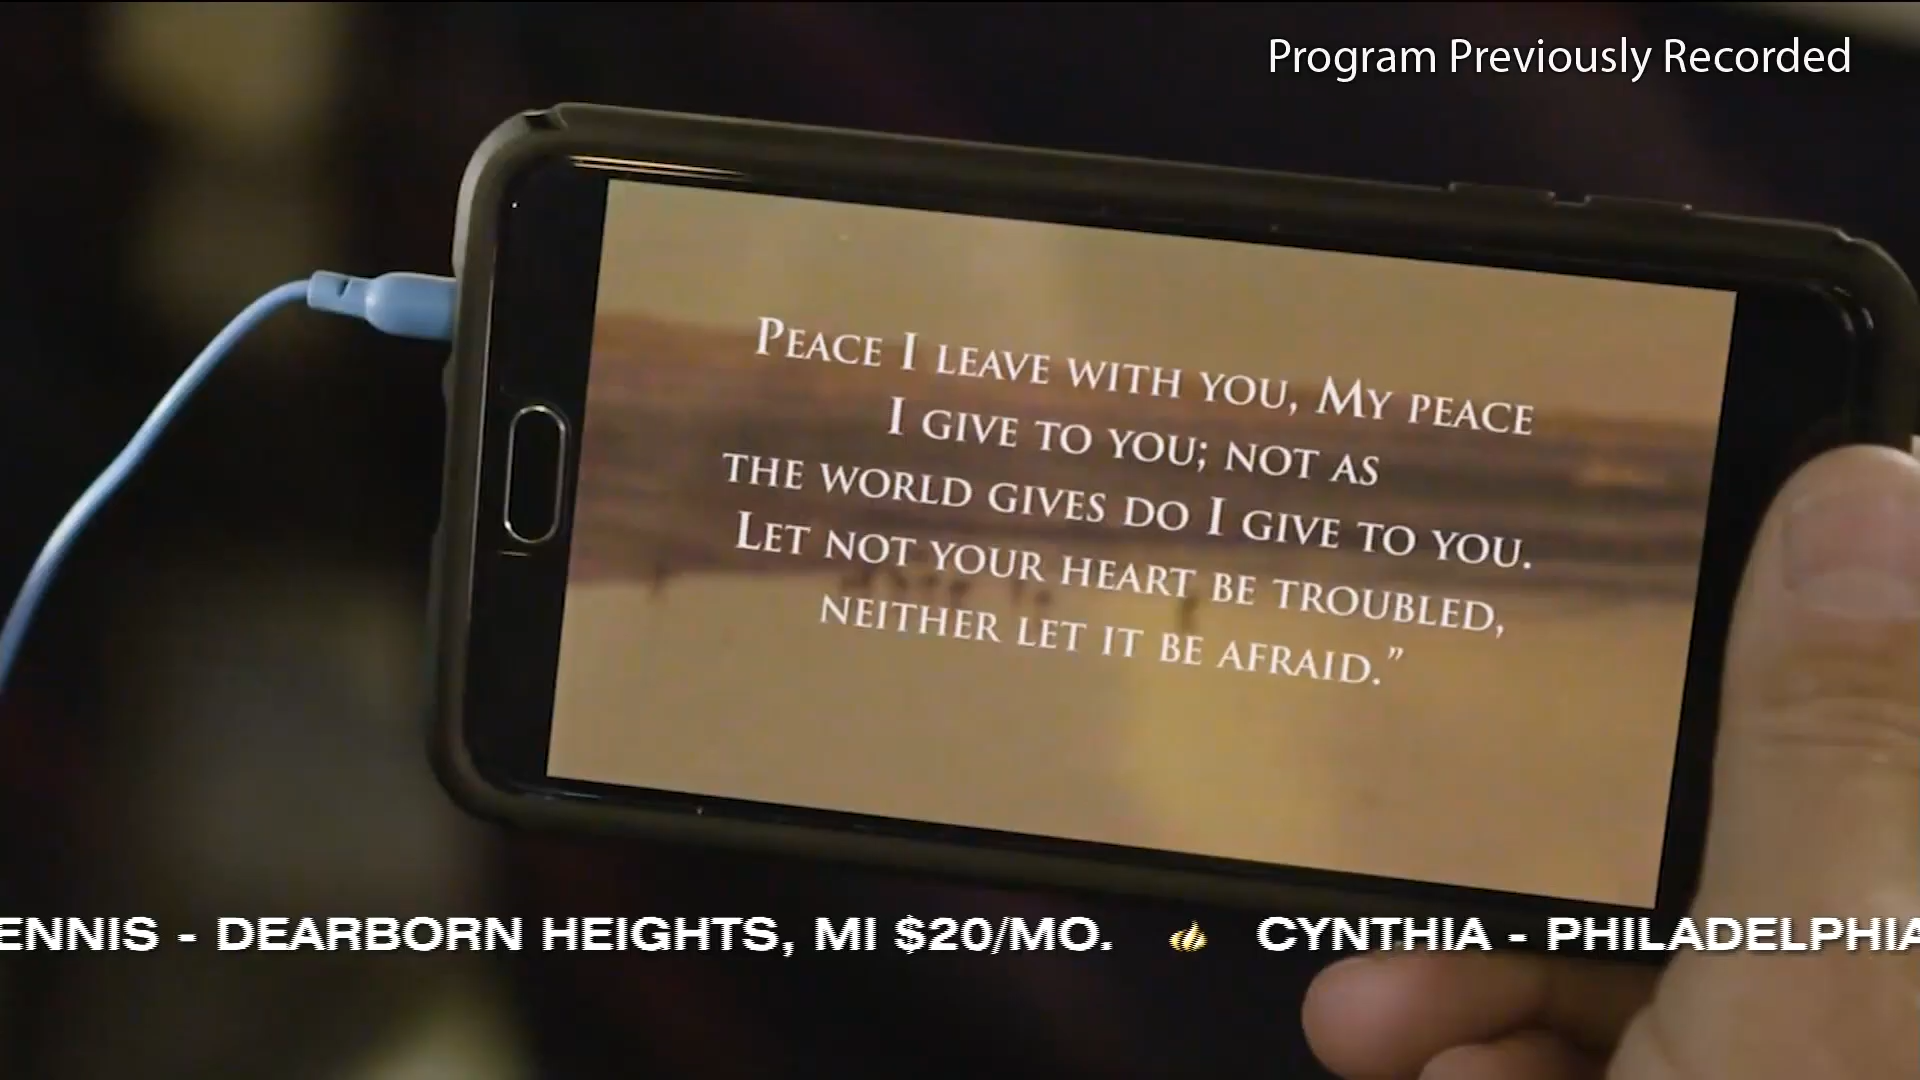 Program Previously Recorded
PEACE I LEAVE WITH YOU, MY PEACE
I GIVE TO YOU; NOT AS
THE WORLD GIVES DO I GIVE TO YOU.
LET NOT YOUR HEART BE TROUBLED,
NEITHER LET IT BE AFRAID.”
ENNIS - DEARBORN HEIGHTS, MI $20/MO. CYNTHIA - PHILADELPHIA